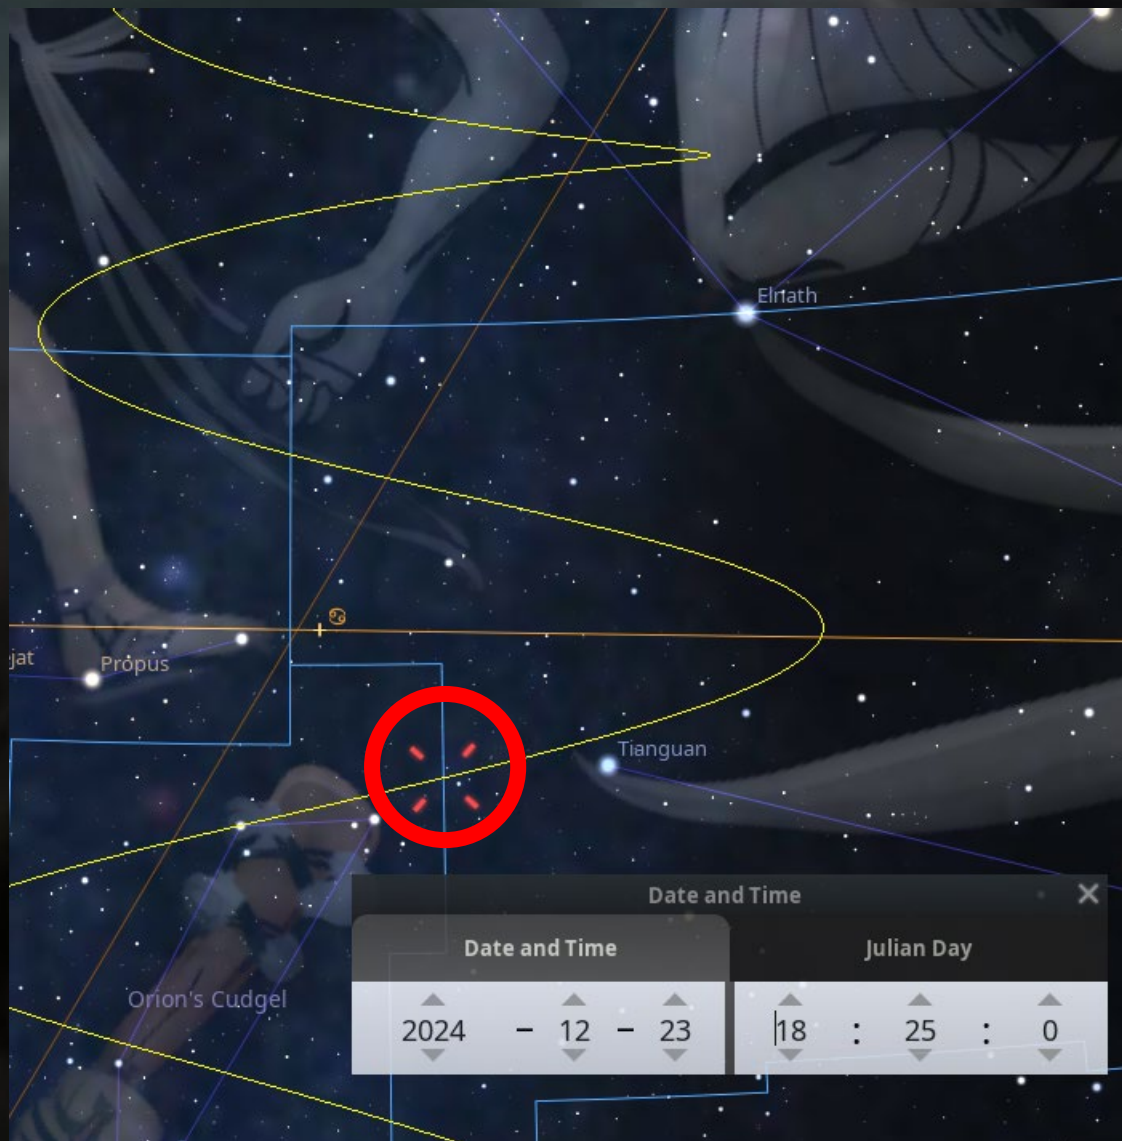 Elnath
♋
jat
Propus
Tianguan
Orion's Cudgel
Date and Time
Date and Time
Julian Day
2024 - 12 - 23
18 : 25 : 0